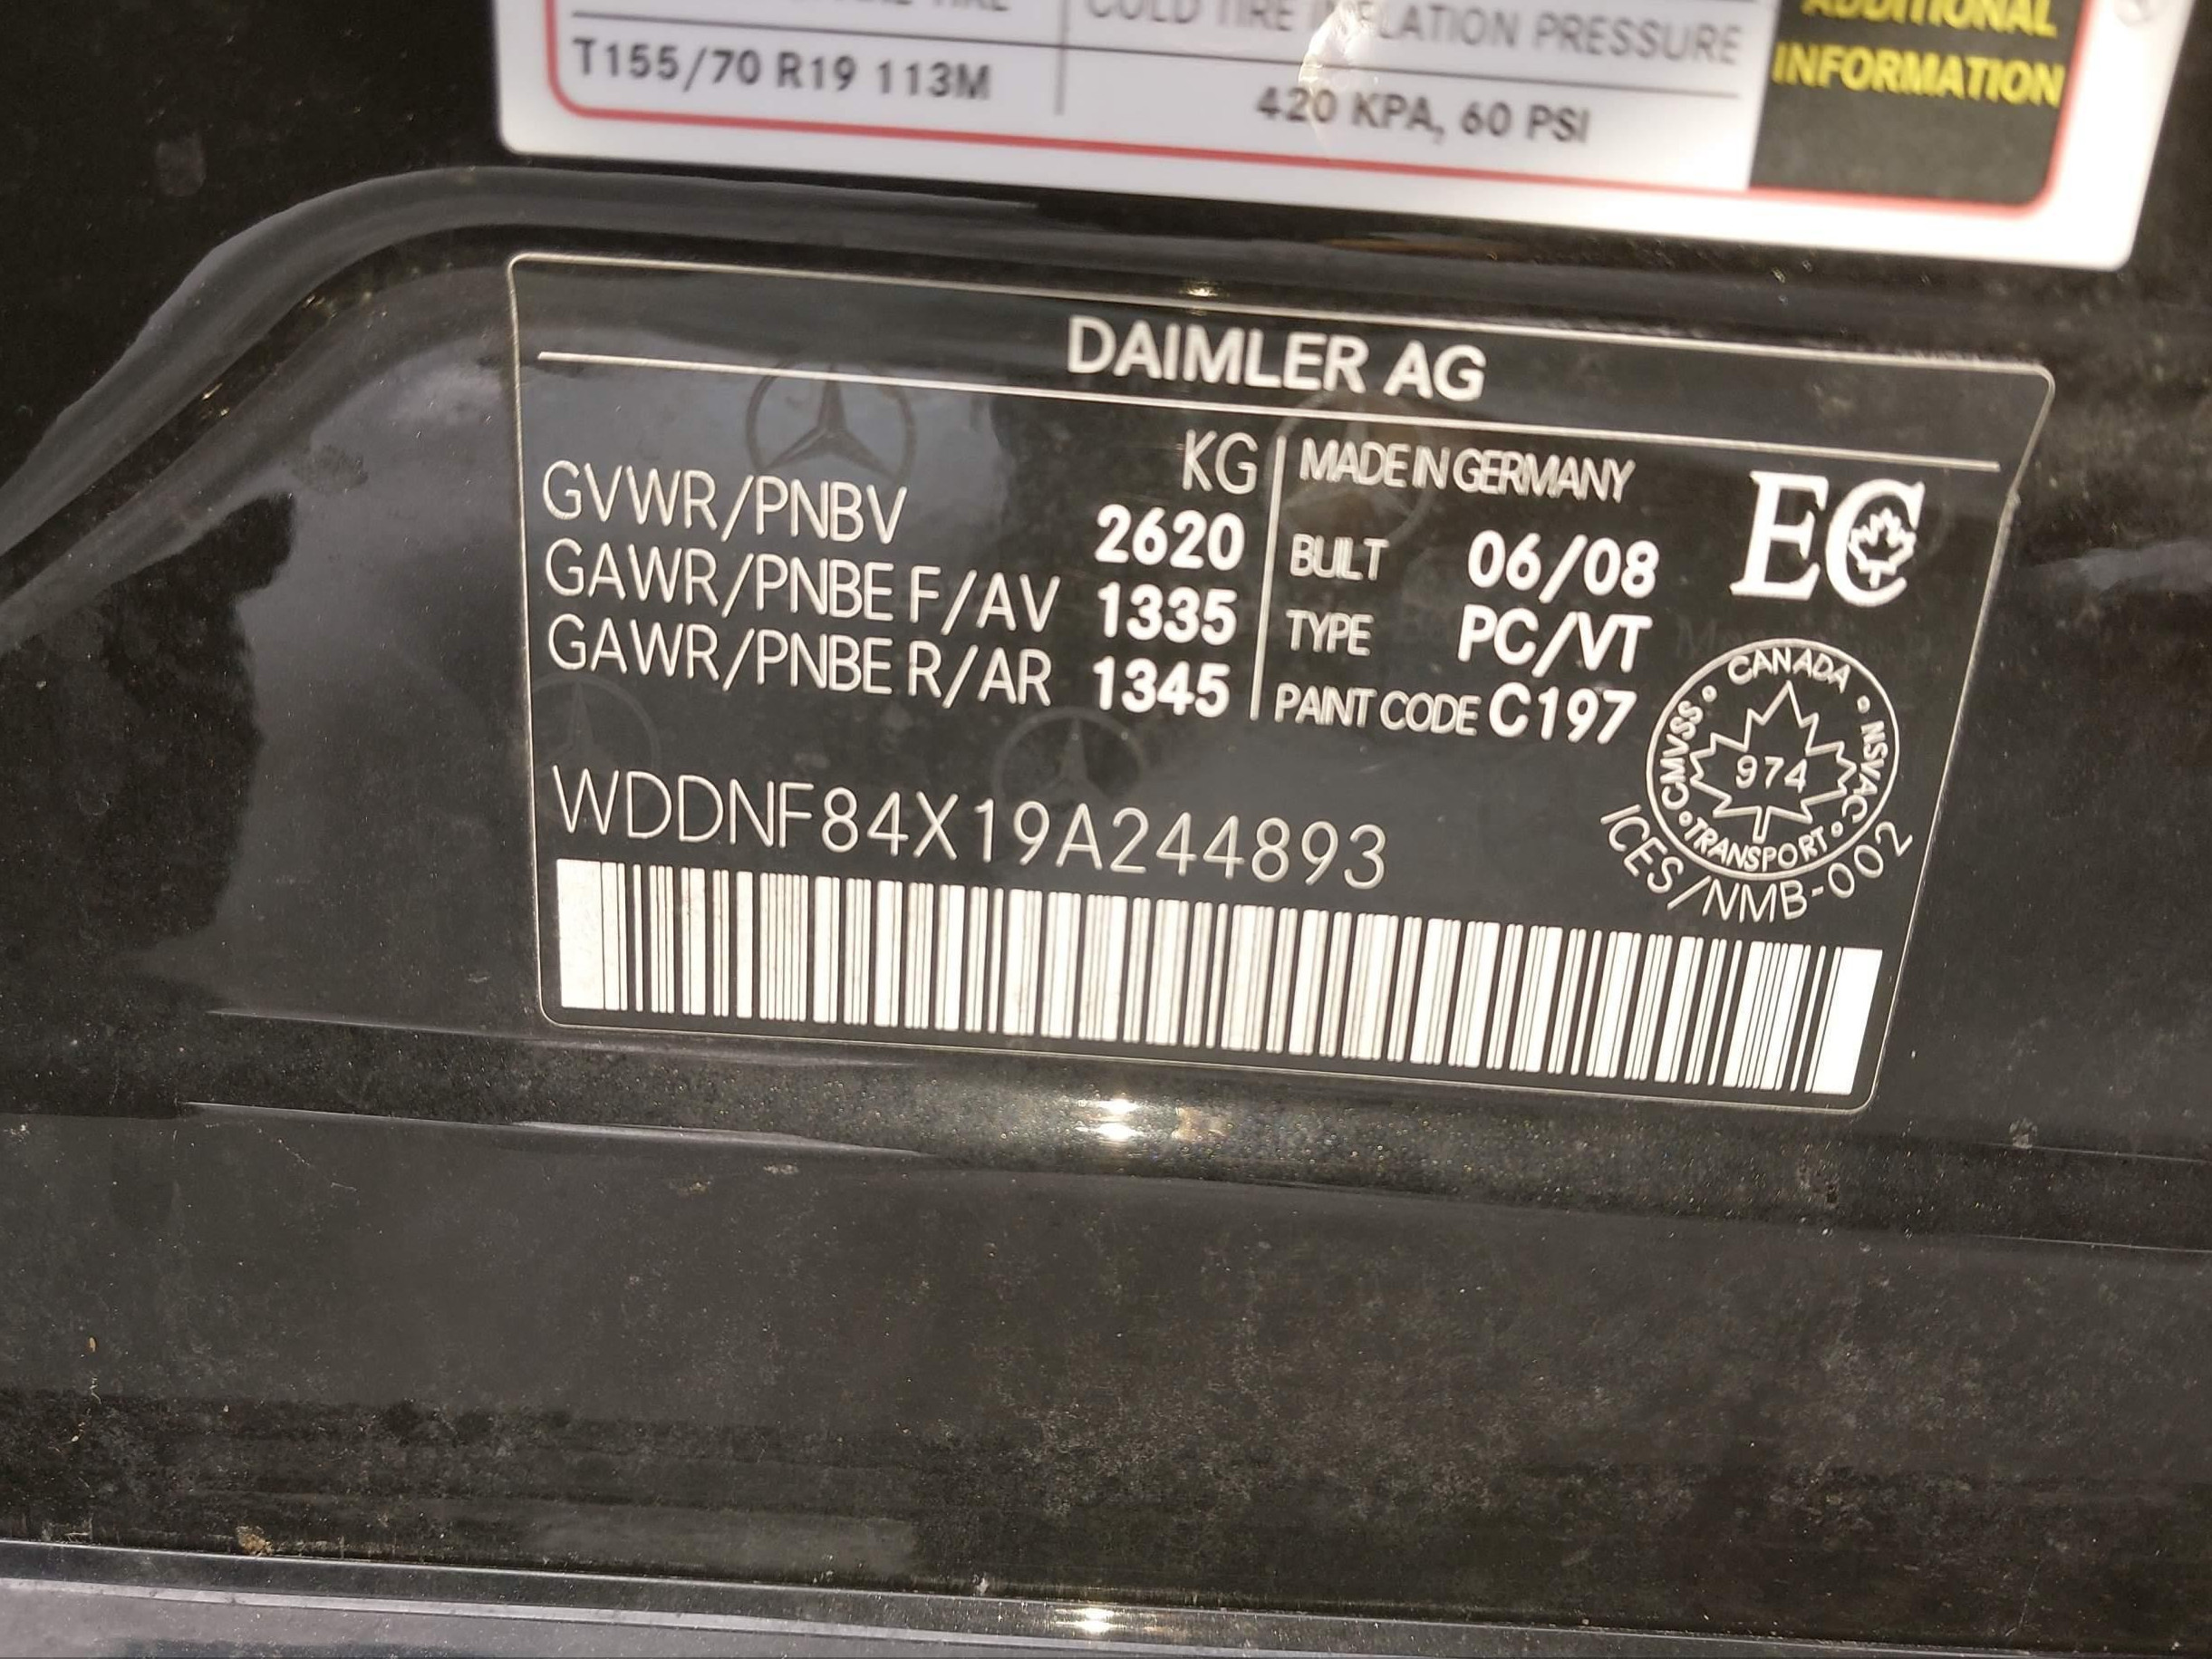 TIRE
COLD TIRE INFLATION PRESSURE
ADDITIONAL
INFORMATION
T155/70 R19 113M
420 KPA, 60 PSI
DAIMLER AG
KG
GVWR/PNBV 2620
GAWR/PNBE F/AV 1335
GAWR/PNBE R/AR 1345
MADE IN GERMANY
BUILT 06/08
TYPE PC/VT
PAINT CODE C197
EC
CANADA
CMVSS
NSVAC
974
TRANSPORT
ICES/NMB-002
WDDNF84X19A244893